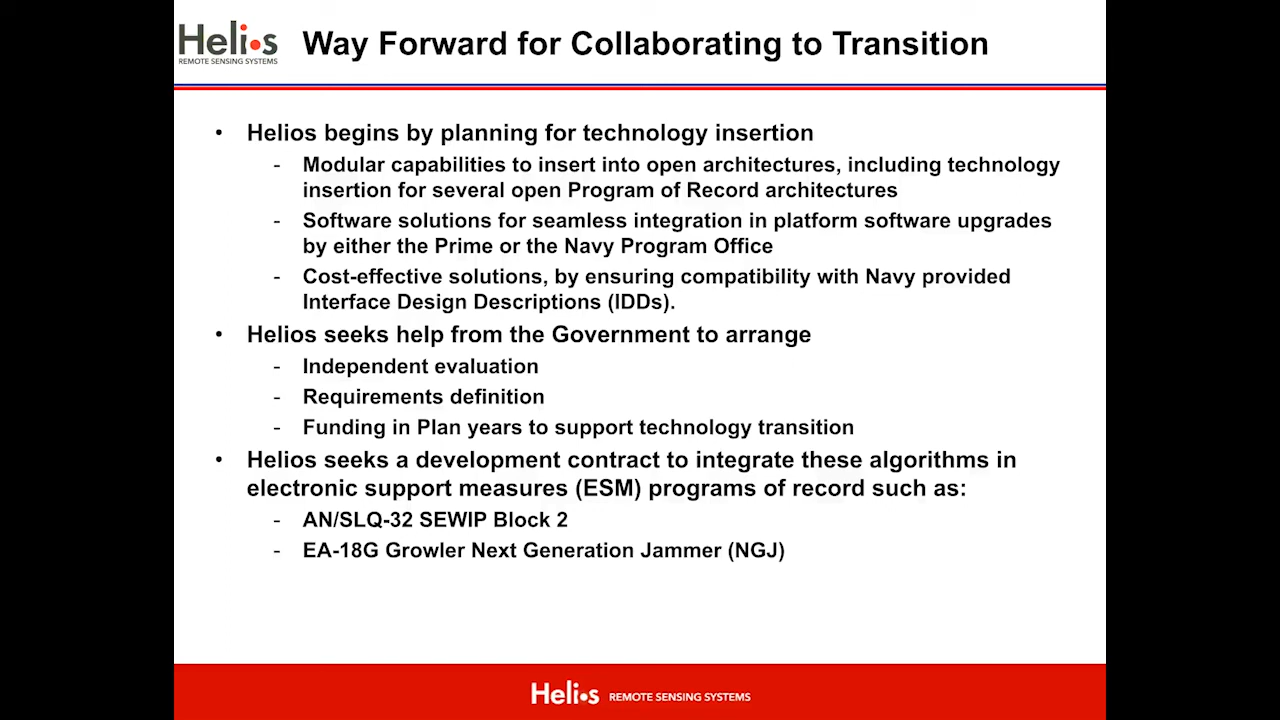 Helios
REMOTE SENSING SYSTEMS
Way Forward for Collaborating to Transition
• Helios begins by planning for technology insertion
- Modular capabilities to insert into open architectures, including technology
insertion for several open Program of Record architectures
- Software solutions for seamless integration in platform software upgrades
by either the Prime or the Navy Program Office
- Cost-effective solutions, by ensuring compatibility with Navy provided
Interface Design Descriptions (IDDs).
• Helios seeks help from the Government to arrange
- Independent evaluation
- Requirements definition
- Funding in Plan years to support technology transition
• Helios seeks a development contract to integrate these algorithms in
electronic support measures (ESM) programs of record such as:
- AN/SLQ-32 SEWIP Block 2
- EA-18G Growler Next Generation Jammer (NGJ)
Helios REMOTE SENSING SYSTEMS